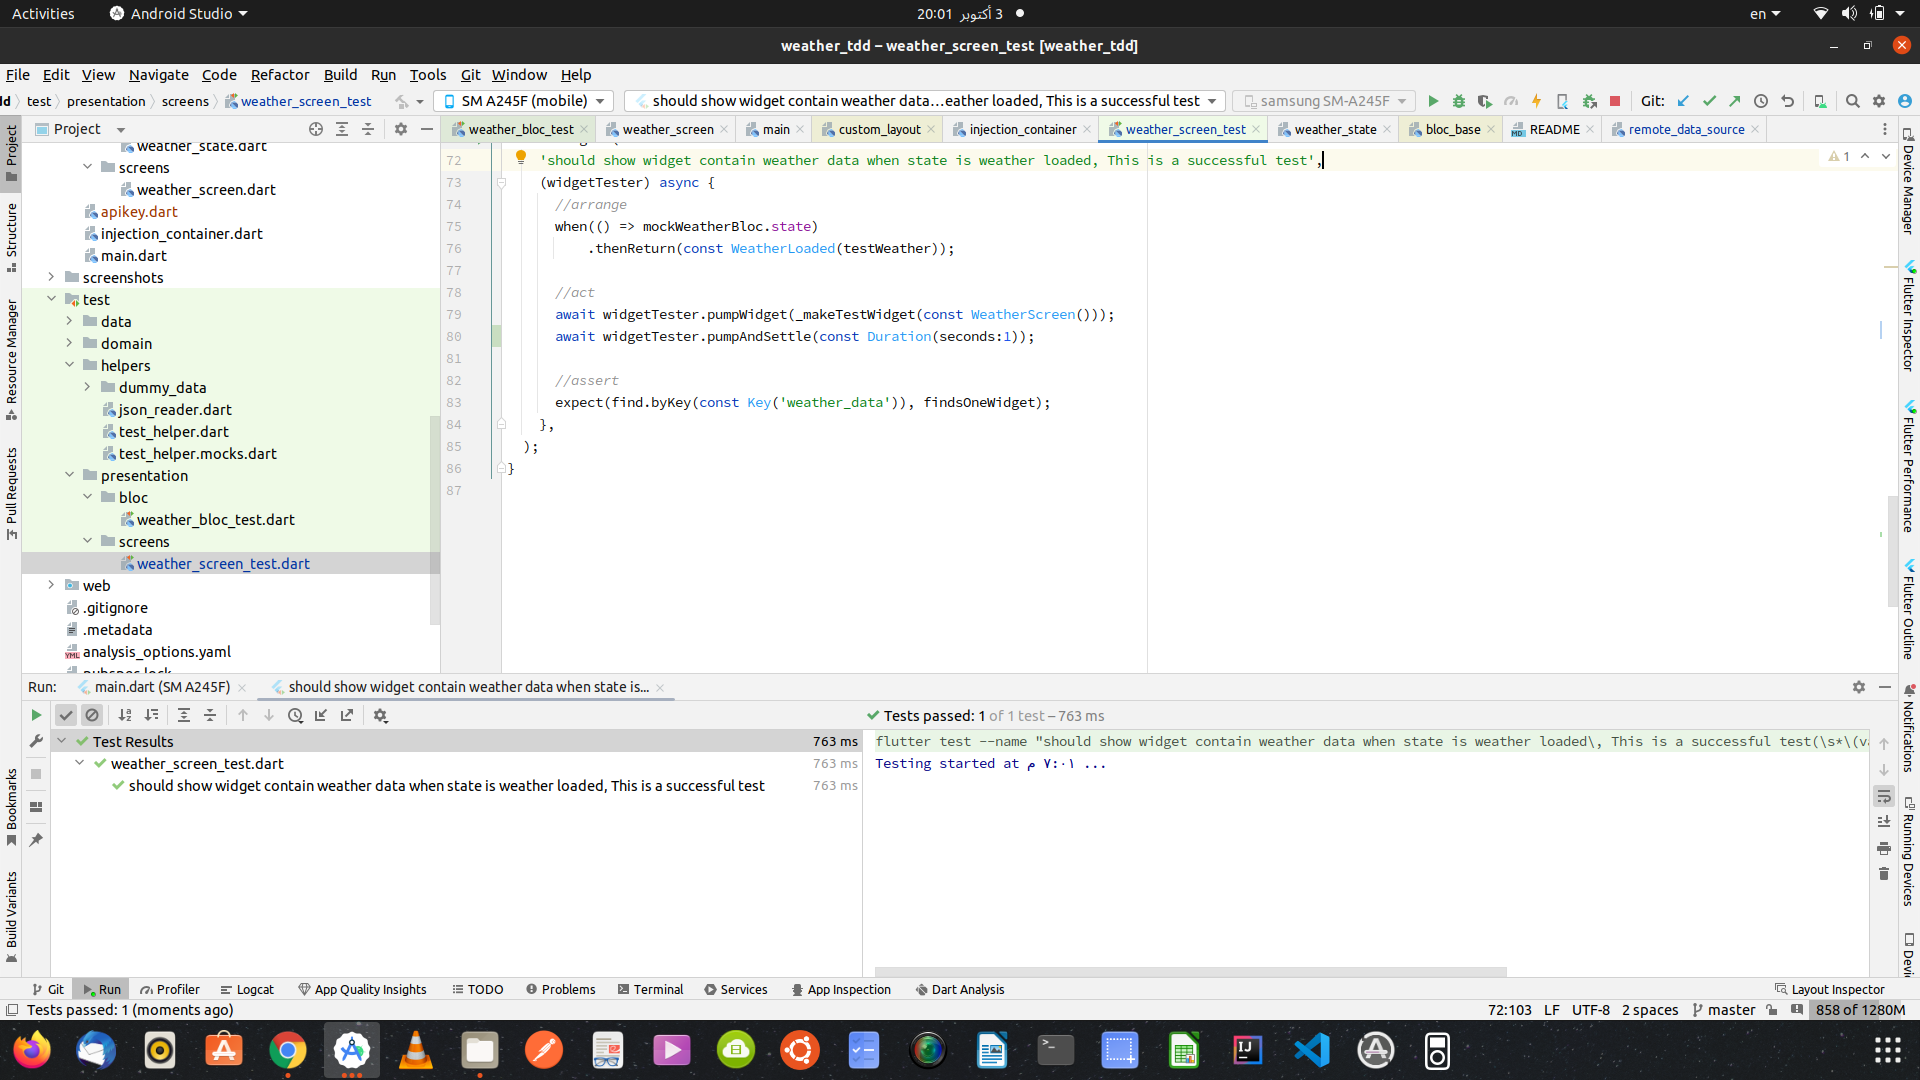 Activities
Android Studio
20:01 3 أكتوبر
en
weather_tdd – weather_screen_test [weather_tdd]
File Edit View Navigate Code Refactor Build Run Tools Git Window Help
dd test presentation screens weather_screen_test
SM A245F (mobile)
should show widget contain weather data...eather loaded, This is a successful test
samsung SM-A245F
Git:
Project
weather_bloc_test weather_screen main custom_layout injection_container weather_screen_test weather_state bloc_base README remote_data_source
weather_state.dart
screens
weather_screen.dart
apikey.dart
injection_container.dart
main.dart
screenshots
test
data
domain
helpers
dummy_data
json_reader.dart
test_helper.dart
test_helper.mocks.dart
presentation
bloc
weather_bloc_test.dart
screens
weather_screen_test.dart
web
.gitignore
.metadata
analysis_options.yaml
pubspec.lock
72 'should show widget contain weather data when state is weather loaded, This is a successful test',
73 (widgetTester) async {
74 //arrange
75 when(() => mockWeatherBloc.state)
76 .thenReturn(const WeatherLoaded(testWeather));
77
78 //act
79 await widgetTester.pumpWidget(_makeTestWidget(const WeatherScreen()));
80 await widgetTester.pumpAndSettle(const Duration(seconds:1));
81
82 //assert
83 expect(find.byKey(const Key('weather_data')), findsOneWidget);
84 },
85 );
86 }
87
1
Project
Structure
Resource Manager
Pull Requests
Bookmarks
Build Variants
Device Manager
Flutter Inspector
Flutter Performance
Flutter Outline
Notifications
Running Devices
Run: main.dart (SM A245F) should show widget contain weather data when state is...
Tests passed: 1 of 1 test – 763 ms
Test Results 763 ms
weather_screen_test.dart 763 ms
should show widget contain weather data when state is weather loaded, This is a successful test 763 ms
flutter test --name "should show widget contain weather data when state is weather loaded\, This is a successful test(\s*\(va
Testing started at ٧:٠١ م ...
Git Run Profiler Logcat App Quality Insights TODO Problems Terminal Services App Inspection Dart Analysis Layout Inspector
Tests passed: 1 (moments ago)
72:103 LF UTF-8 2 spaces master 858 of 1280M